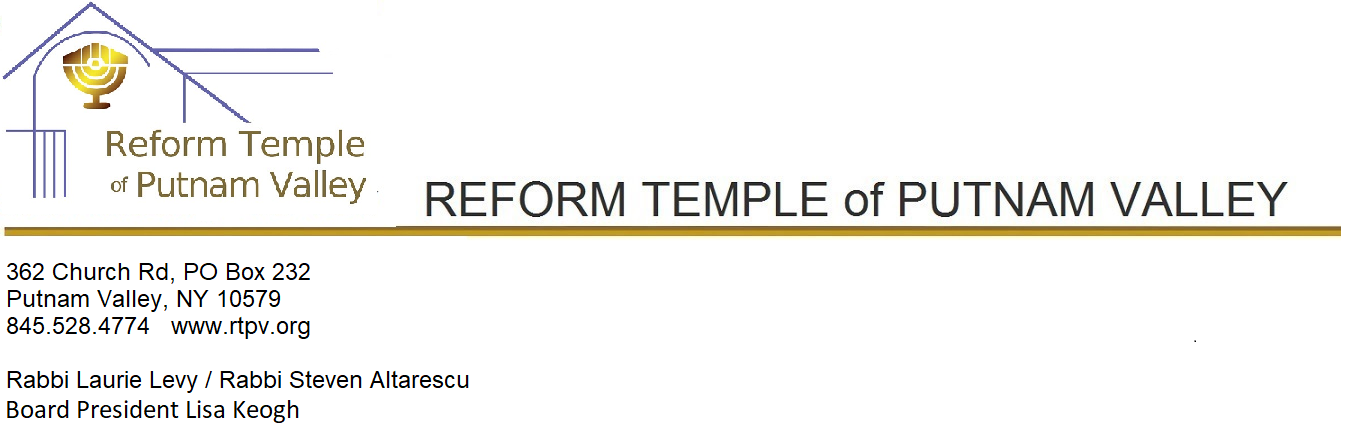 Reform Temple
of Putnam Valley
REFORM TEMPLE of PUTNAM VALLEY
362 Church Rd, PO Box 232
Putnam Valley, NY 10579
845.528.4774   www.rtpv.org
Rabbi Laurie Levy / Rabbi Steven Altarescu
Board President Lisa Keogh